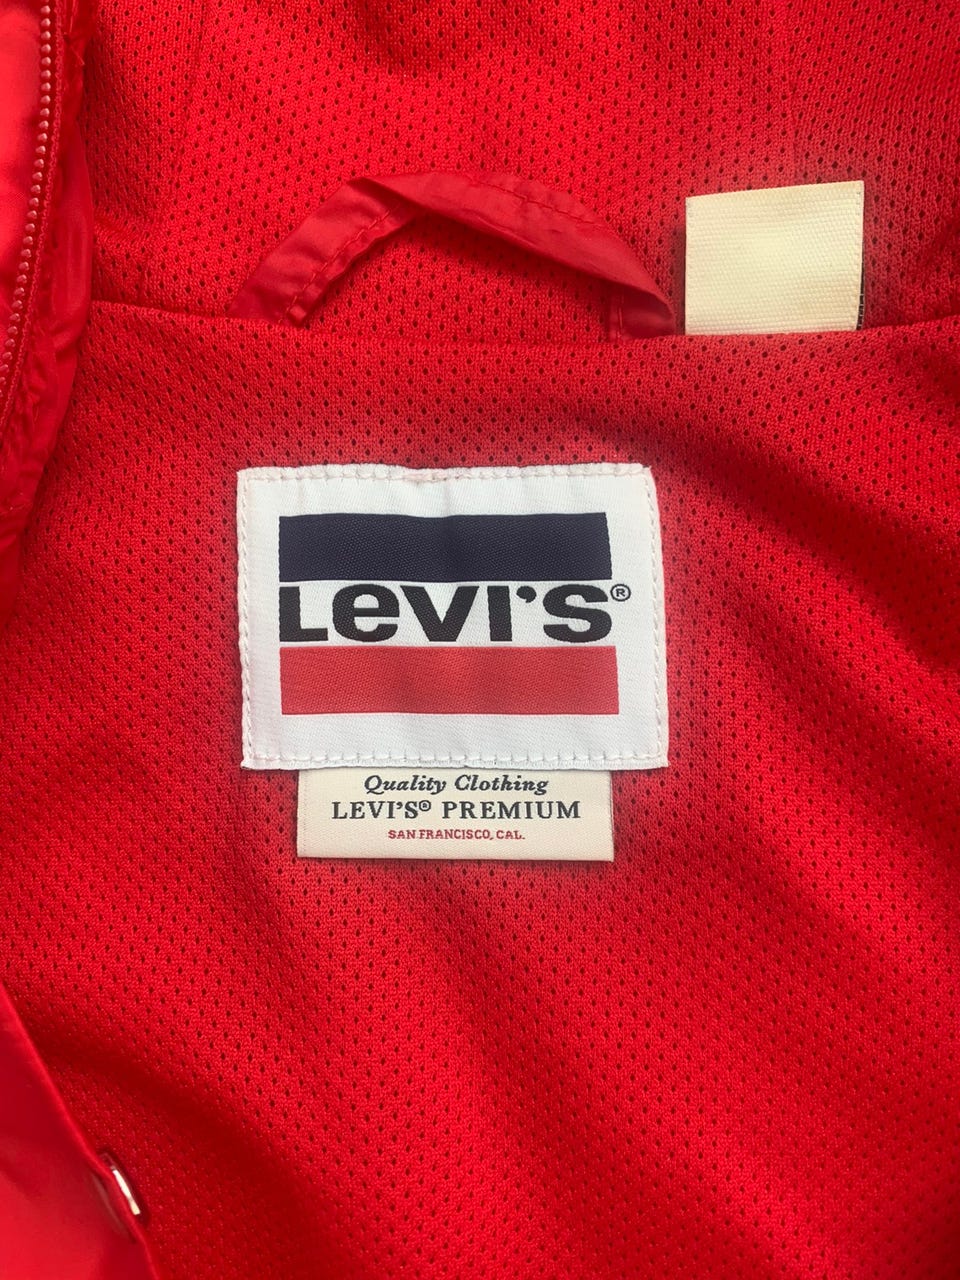 LEVI'S®
Quality Clothing
LEVI'S® PREMIUM
SAN FRANCISCO, CAL.